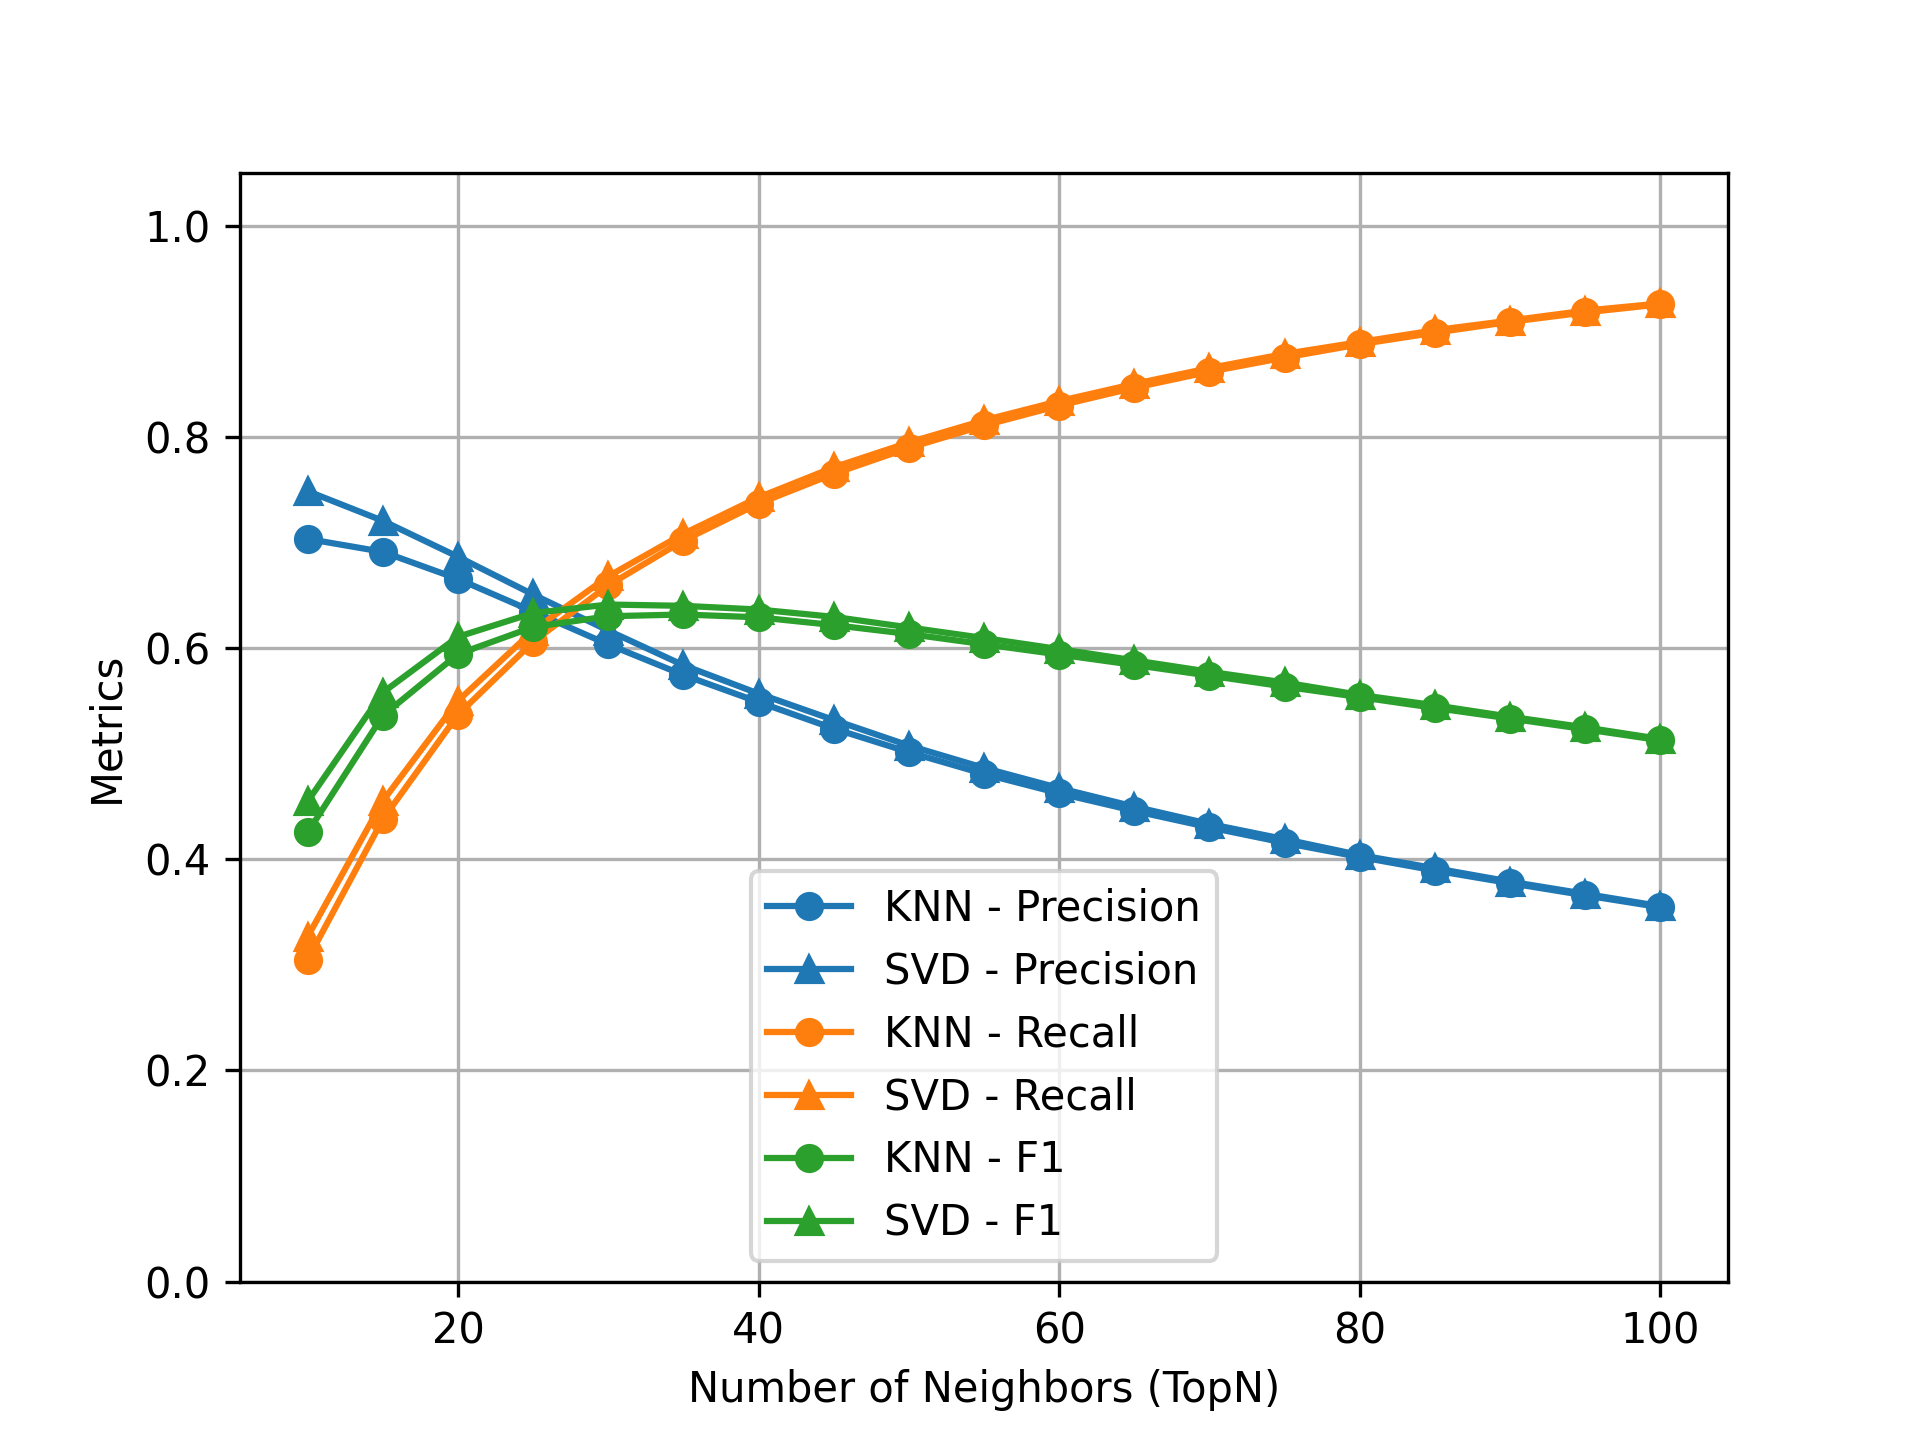 1.0
0.8
0.6
0.4
0.2
0.0
Metrics
KNN - Precision
SVD - Precision
KNN - Recall
SVD - Recall
KNN - F1
SVD - F1
20 40 60 80 100
Number of Neighbors (TopN)